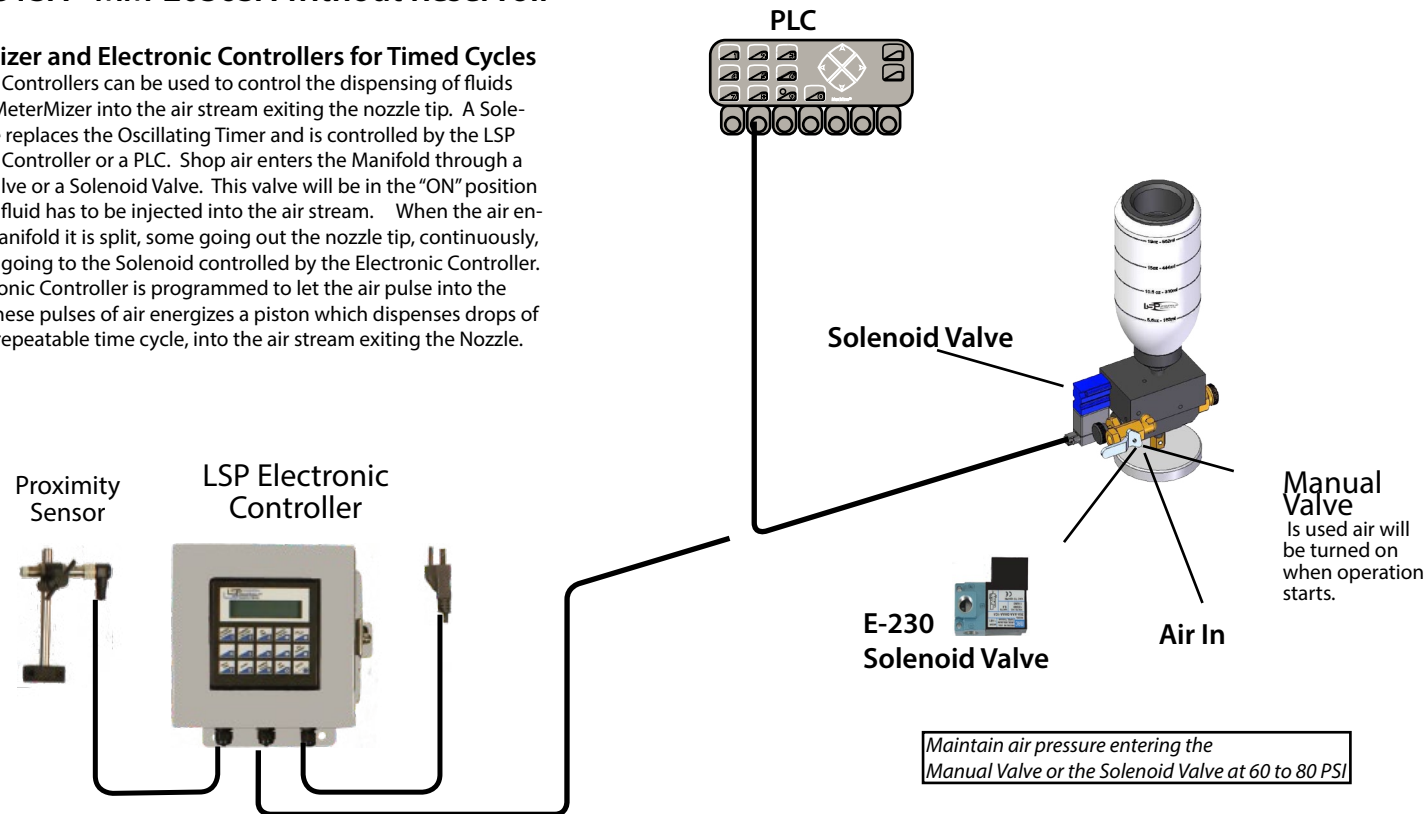 Without Reservoir
izer and Electronic Controllers for Timed Cycles
Controllers can be used to control the dispensing of fluids
MeterMizer into the air stream exiting the nozzle tip. A Sole-
e replaces the Oscillating Timer and is controlled by the LSP
Controller or a PLC. Shop air enters the Manifold through a
lve or a Solenoid Valve. This valve will be in the “ON” position
fluid has to be injected into the air stream. When the air en-
anifold it is split, some going out the nozzle tip, continuously,
going to the Solenoid controlled by the Electronic Controller.
onic Controller is programmed to let the air pulse into the
hese pulses of air energizes a piston which dispenses drops of
repeatable time cycle, into the air stream exiting the Nozzle.
PLC
Solenoid Valve
Proximity
Sensor
LSP Electronic
Controller
Manual
Valve
Is used air will
be turned on
when operation
starts.
E-230
Solenoid Valve
Air In
Maintain air pressure entering the
Manual Valve or the Solenoid Valve at 60 to 80 PSI